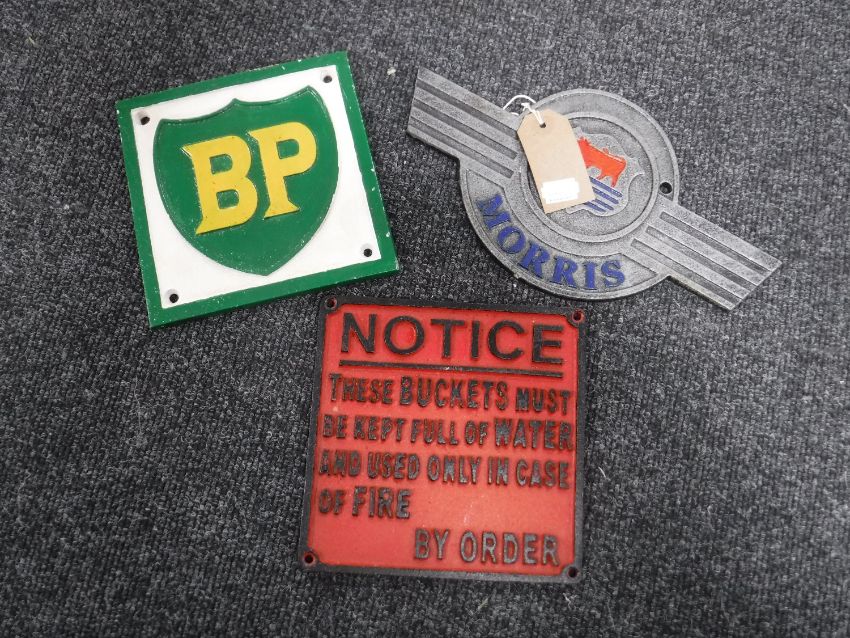 BP
MORRIS
NOTICE
THESE BUCKETS MUST
BE KEPT FULL OF WATER
AND USED ONLY IN CASE
OF FIRE
BY ORDER